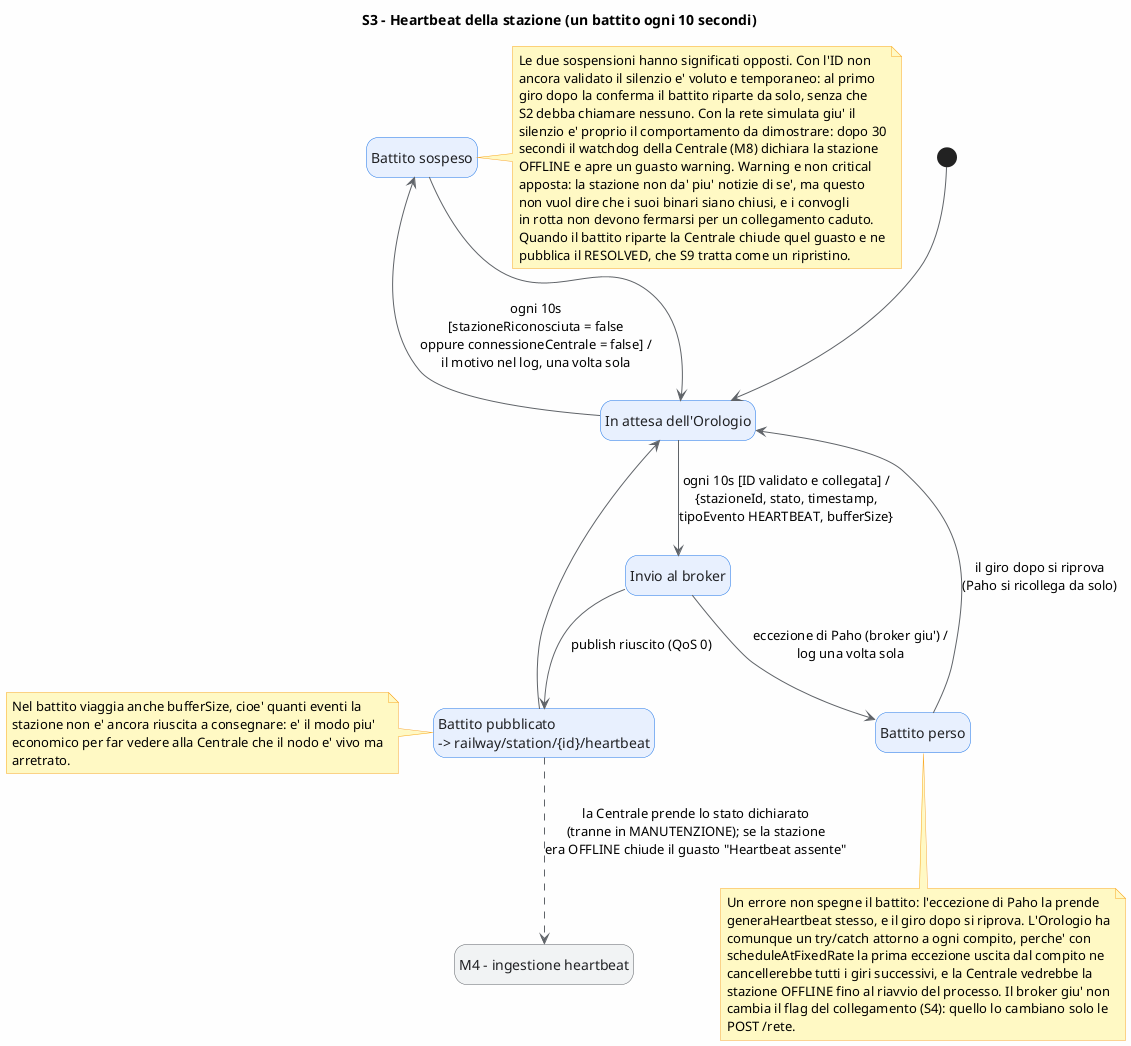 S3 - Heartbeat della stazione (un battito ogni 10 secondi)
Le due sospensioni hanno significati opposti. Con l'ID non
ancora validato il silenzio e' voluto e temporaneo: al primo
giro dopo la conferma il battito riparte da solo, senza che
S2 debba chiamare nessuno. Con la rete simulata giu' il
silenzio e' proprio il comportamento da dimostrare: dopo 30
secondi il watchdog della Centrale (M8) dichiara la stazione
OFFLINE e apre un guasto warning. Warning e non critical
apposta: la stazione non da' piu' notizie di se', ma questo
non vuol dire che i suoi binari siano chiusi, e i convogli
in rotta non devono fermarsi per un collegamento caduto.
Quando il battito riparte la Centrale chiude quel guasto e ne
pubblica il RESOLVED, che S9 tratta come un ripristino.
Battito sospeso
ogni 10s
[stazioneRiconosciuta = false
oppure connessioneCentrale = false] /
il motivo nel log, una volta sola
In attesa dell'Orologio
ogni 10s [ID validato e collegata] /
{stazioneId, stato, timestamp,
tipoEvento HEARTBEAT, bufferSize}
Invio al broker
il giro dopo si riprova
(Paho si ricollega da solo)
publish riuscito (QoS 0)
eccezione di Paho (broker giu') /
log una volta sola
Nel battito viaggia anche bufferSize, cioe' quanti eventi la
stazione non e' ancora riuscita a consegnare: e' il modo piu'
economico per far vedere alla Centrale che il nodo e' vivo ma
arretrato.
Battito pubblicato
-> railway/station/{id}/heartbeat
Battito perso
la Centrale prende lo stato dichiarato
(tranne in MANUTENZIONE); se la stazione
era OFFLINE chiude il guasto "Heartbeat assente"
M4 - ingestione heartbeat
Un errore non spegne il battito: l'eccezione di Paho la prende
generaHeartbeat stesso, e il giro dopo si riprova. L'Orologio ha
comunque un try/catch attorno a ogni compito, perche' con
scheduleAtFixedRate la prima eccezione uscita dal compito ne
cancellerebbe tutti i giri successivi, e la Centrale vedrebbe la
stazione OFFLINE fino al riavvio del processo. Il broker giu' non
cambia il flag del collegamento (S4): quello lo cambiano solo le
POST /rete.